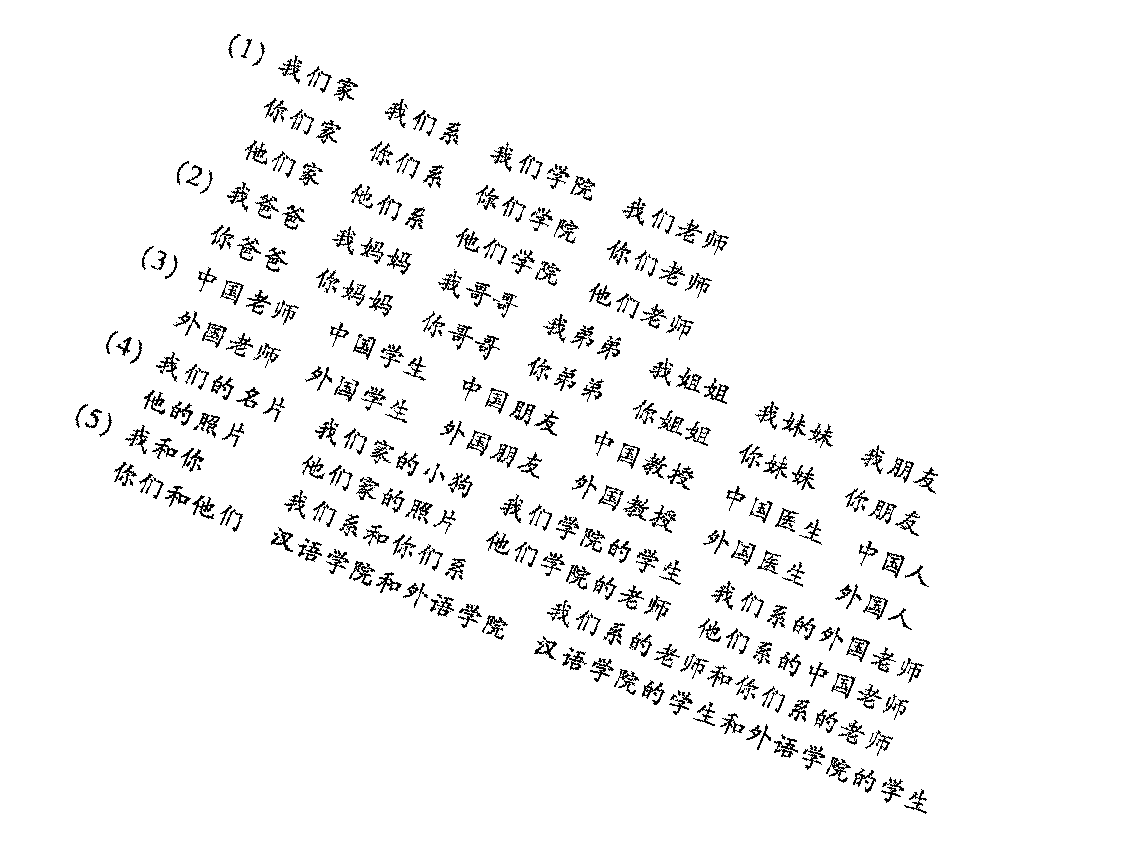 (1) 我们家 我们系 我们学院 我们老师
你们家 你们系 你们学院 你们老师
他们家 他们系 他们学院 他们老师
(2) 我爸爸 我妈妈 我哥哥 我弟弟 我姐姐 我妹妹 我朋友
你爸爸 你妈妈 你哥哥 你弟弟 你姐姐 你妹妹 你朋友
(3) 中国老师 中国学生 中国朋友 中国教授 中国医生 中国人
外国老师 外国学生 外国朋友 外国教授 外国医生 外国人
(4) 我们的名片 我们家的小狗 我们学院的学生 我们系的外国老师
他的照片 他们家的照片 他们学院的老师 他们系的中国老师
(5) 我和你 我们系和你们系 我们系的老师和你们系的老师
你们和他们 汉语学院和外语学院 汉语学院的学生和外语学院的学生